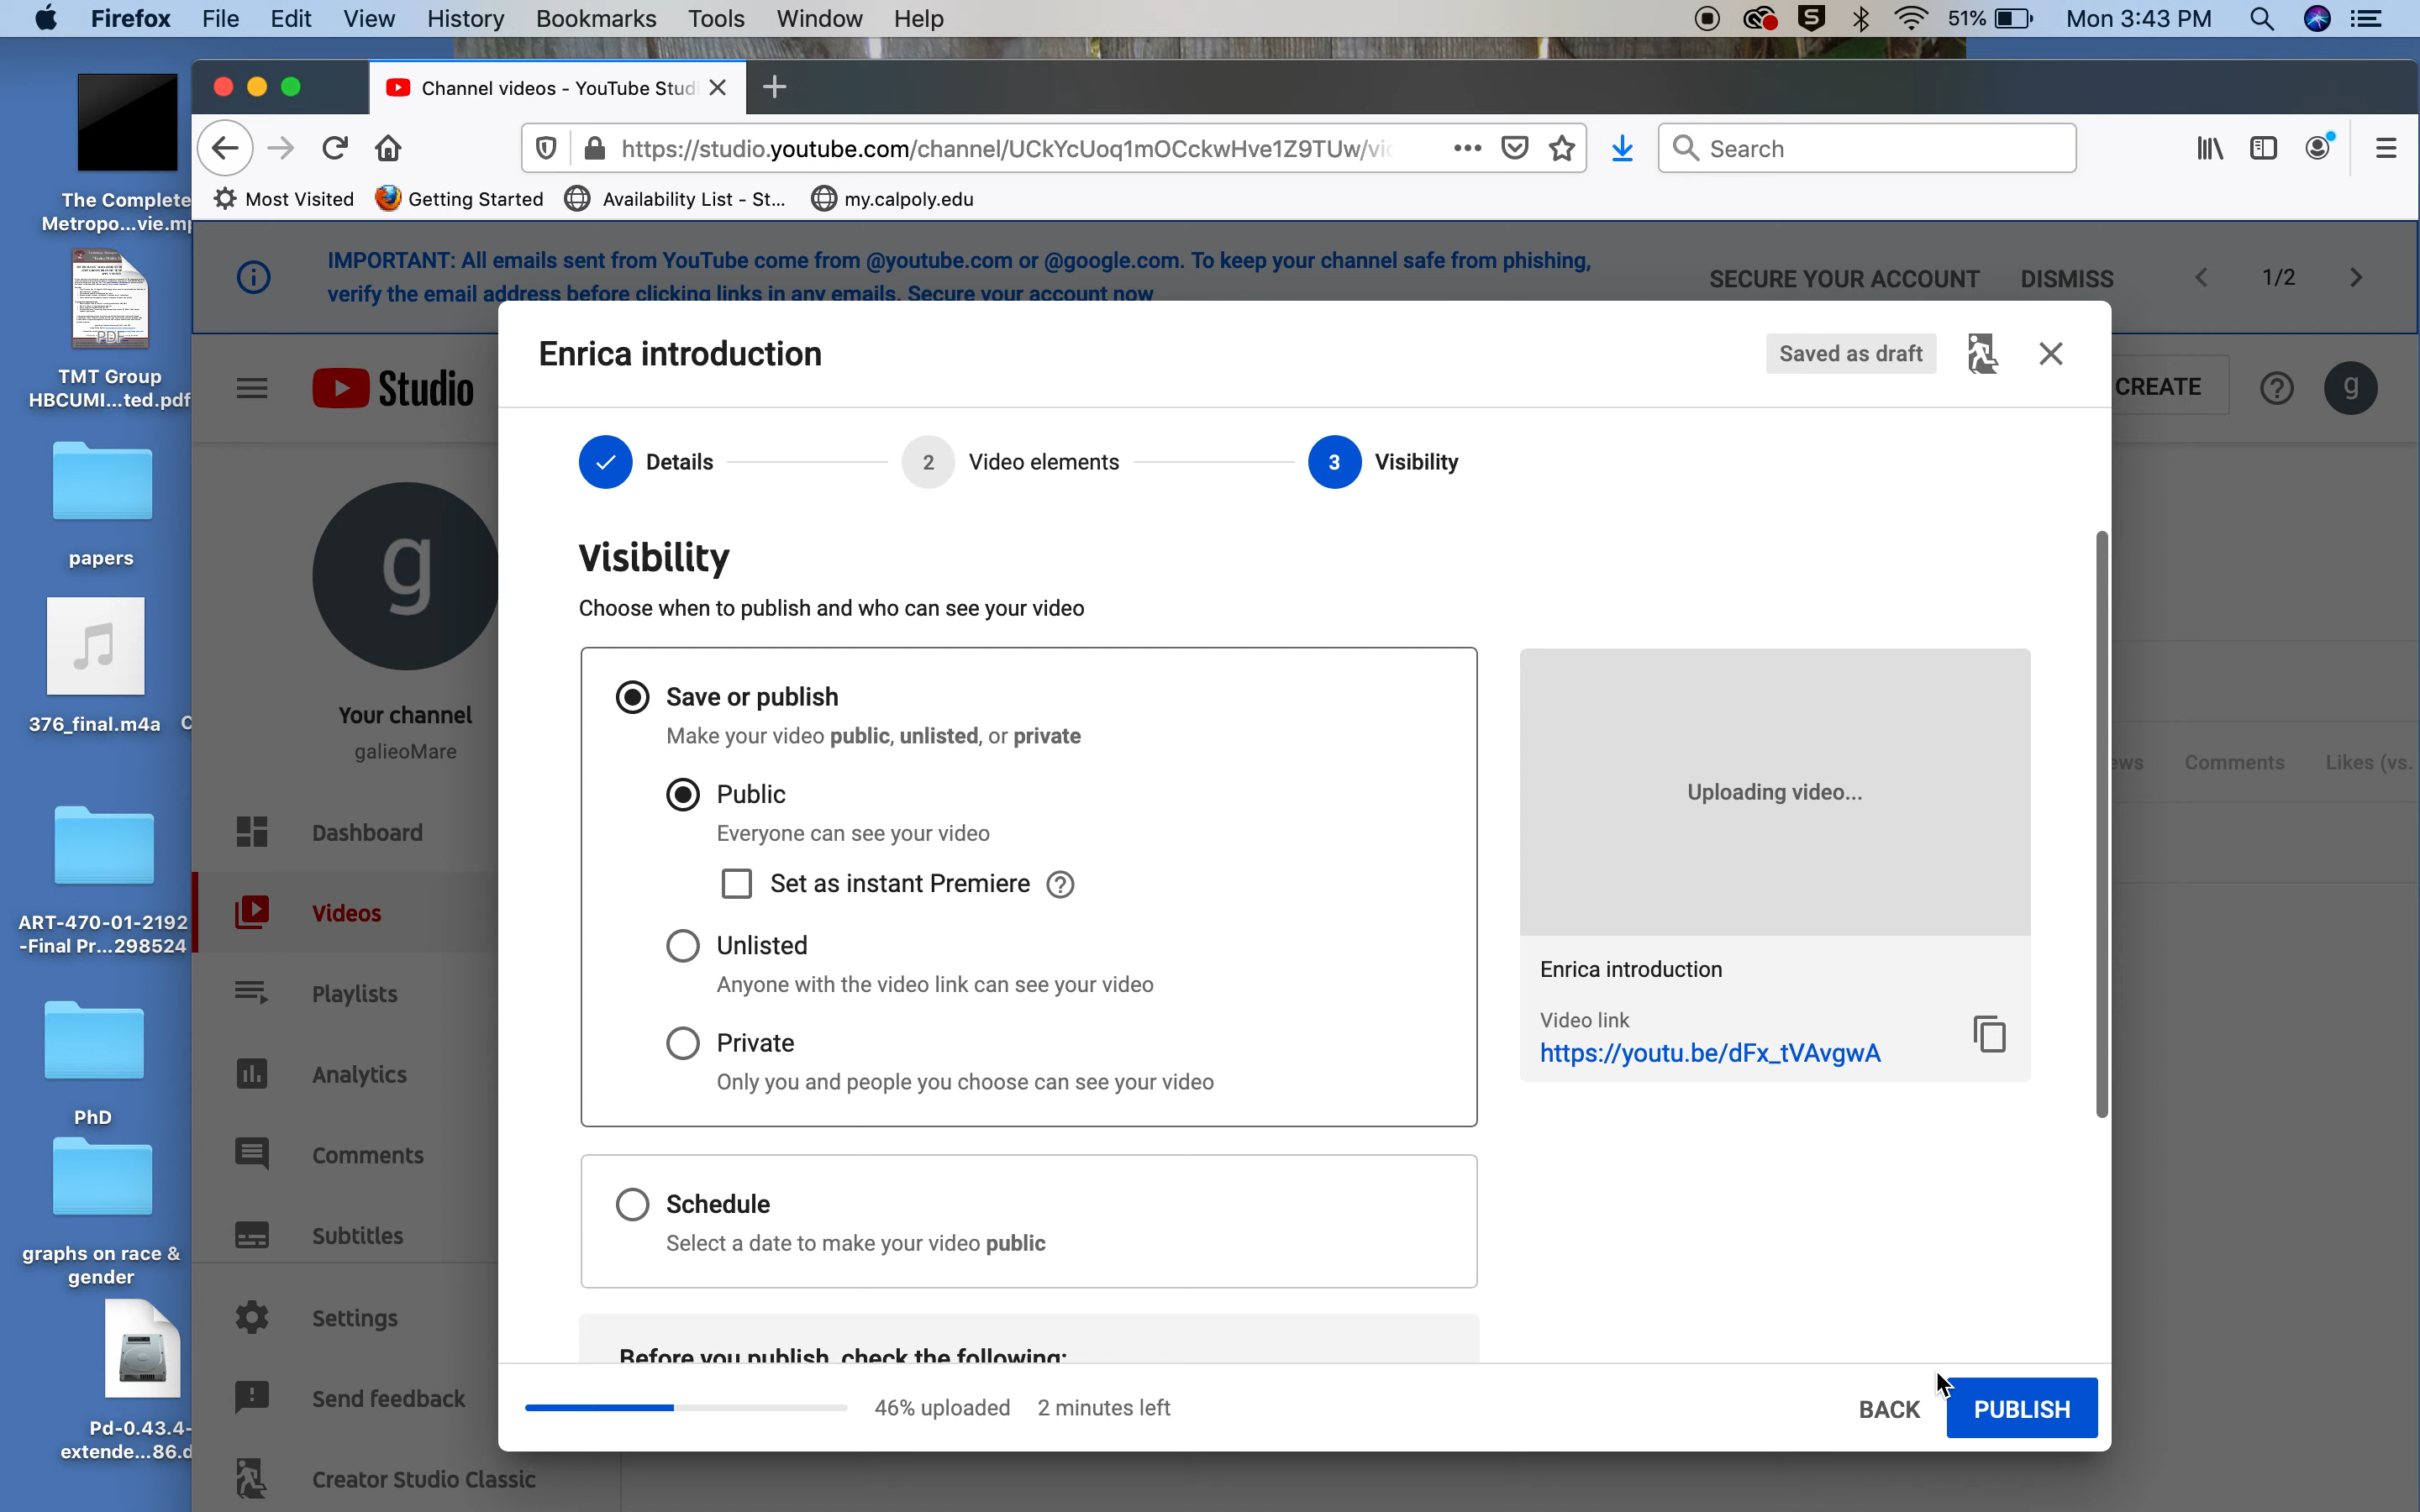 Firefox File Edit View History Bookmarks Tools Window Help
51% Mon 3:43 PM
Channel videos - YouTube Studi
https://studio.youtube.com/channel/UCkYcUoq1mOCckwHve1Z9TUw/vi
Search
Most Visited Getting Started Availability List - St... my.calpoly.edu
The Complete
Metropo...vie.mp
TMT Group
HBCUMI...ted.pdf
PDF
papers
376_final.m4a
C
ART-470-01-2192
-Final Pr...298524
PhD
graphs on race &
gender
Pd-0.43.4-
extende...86.d
IMPORTANT: All emails sent from YouTube come from @youtube.com or @google.com. To keep your channel safe from phishing,
verify the email address before clicking links in any emails. Secure your account now
SECURE YOUR ACCOUNT DISMISS 1/2
Studio
CREATE
g
g
Your channel
galieoMare
Dashboard
Videos
Playlists
Analytics
Comments
Subtitles
Settings
Send feedback
Creator Studio Classic
ews Comments Likes (vs.
Enrica introduction
Saved as draft
Details
2 Video elements
3 Visibility
Visibility
Choose when to publish and who can see your video
Save or publish
Make your video public, unlisted, or private
Public
Everyone can see your video
Set as instant Premiere
Unlisted
Anyone with the video link can see your video
Private
Only you and people you choose can see your video
Schedule
Select a date to make your video public
Before you publish, check the following:
Uploading video...
Enrica introduction
Video link
https://youtu.be/dFx_tVAvgwA
46% uploaded 2 minutes left
BACK PUBLISH